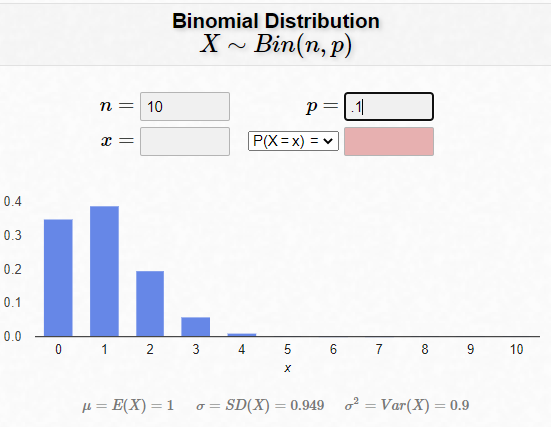 Binomial Distribution
X ∼ Bin(n, p)
n = 10 p = .1
x = P(X = x) =
0.4
0.3
0.2
0.1
0.0
0 1 2 3 4 5 6 7 8 9 10
x
μ = E(X) = 1 σ = SD(X) = 0.949 σ² = Var(X) = 0.9